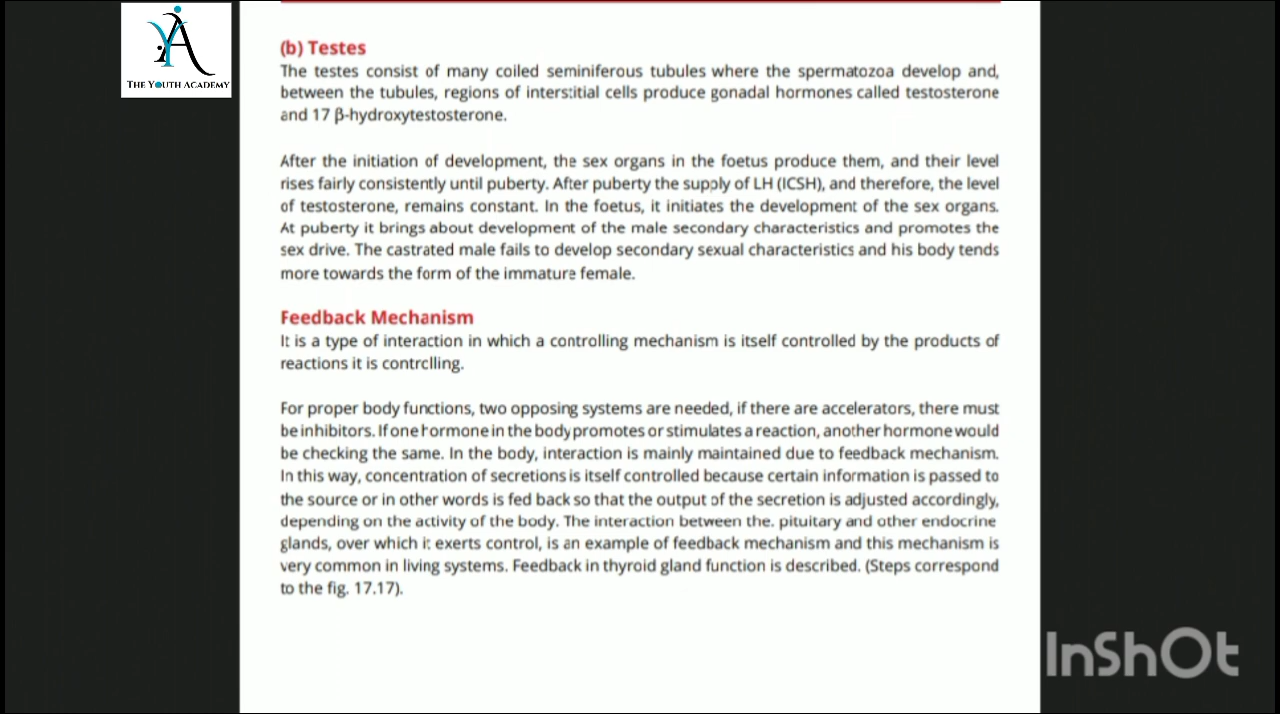 THE YOUTH ACADEMY
(b) Testes
The testes consist of many coiled seminiferous tubules where the spermatozoa develop and,
between the tubules, regions of interstitial cells produce gonadal hormones called testosterone
and 17 β-hydroxytestosterone.
After the initiation of development, the sex organs in the foetus produce them, and their level
rises fairly consistently until puberty. After puberty the supply of LH (ICSH), and therefore, the level
of testosterone, remains constant. In the foetus, it initiates the development of the sex organs.
At puberty it brings about development of the male secondary characteristics and promotes the
sex drive. The castrated male fails to develop secondary sexual characteristics and his body tends
more towards the form of the immature female.
Feedback Mechanism
It is a type of interaction in which a controlling mechanism is itself controlled by the products of
reactions it is controlling.
For proper body functions, two opposing systems are needed, if there are accelerators, there must
be inhibitors. If one hormone in the body promotes or stimulates a reaction, another hormone would
be checking the same. In the body, interaction is mainly maintained due to feedback mechanism.
In this way, concentration of secretions is itself controlled because certain information is passed to
the source or in other words is fed back so that the output of the secretion is adjusted accordingly,
depending on the activity of the body. The interaction between the. pituitary and other endocrine
glands, over which it exerts control, is an example of feedback mechanism and this mechanism is
very common in living systems. Feedback in thyroid gland function is described. (Steps correspond
to the fig. 17.17).
InShOt